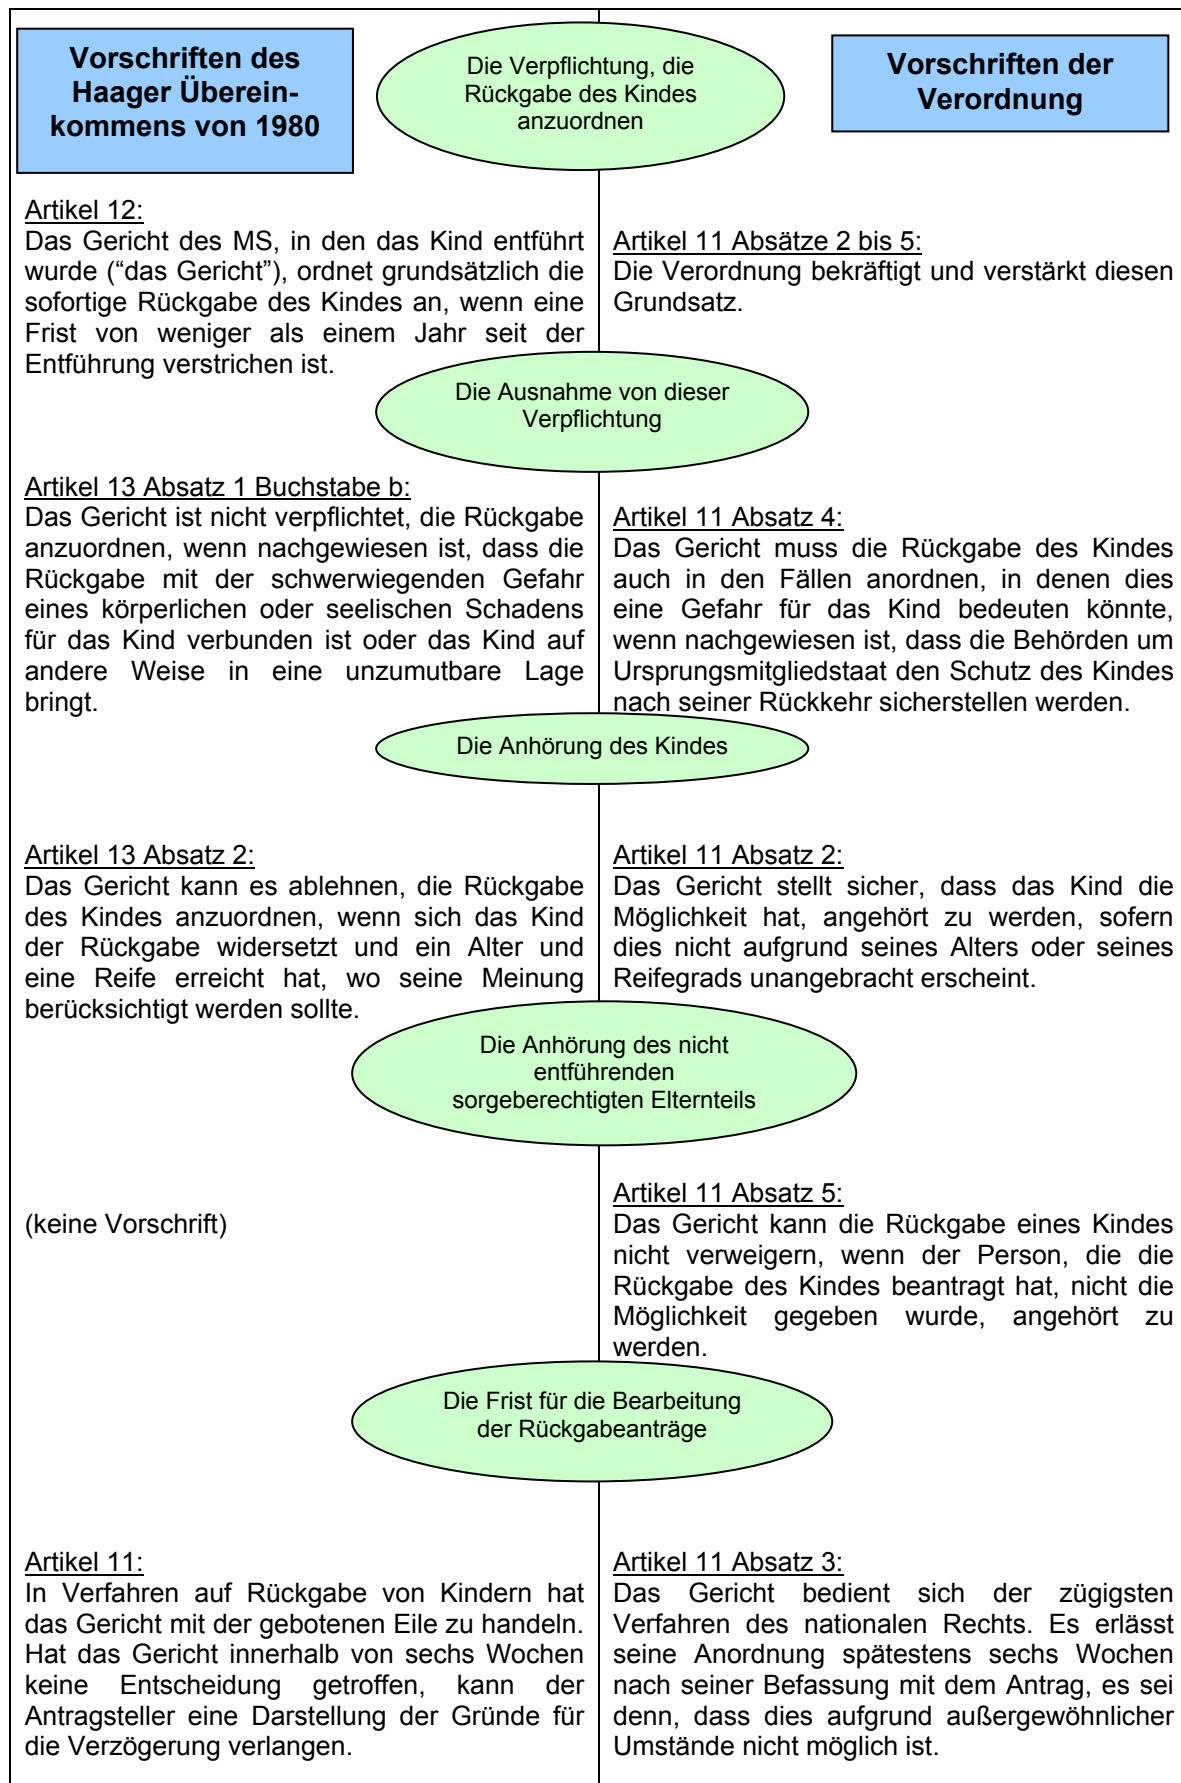 Vorschriften des
Haager Überein-
kommens von 1980
Die Verpflichtung, die
Rückgabe des Kindes
anzuordnen
Vorschriften der
Verordnung
Artikel 12:
Das Gericht des MS, in den das Kind entführt
wurde (“das Gericht”), ordnet grundsätzlich die
sofortige Rückgabe des Kindes an, wenn eine
Frist von weniger als einem Jahr seit der
Entführung verstrichen ist.
Artikel 11 Absätze 2 bis 5:
Die Verordnung bekräftigt und verstärkt diesen
Grundsatz.
Die Ausnahme von dieser
Verpflichtung
Artikel 13 Absatz 1 Buchstabe b:
Das Gericht ist nicht verpflichtet, die Rückgabe
anzuordnen, wenn nachgewiesen ist, dass die
Rückgabe mit der schwerwiegenden Gefahr
eines körperlichen oder seelischen Schadens
für das Kind verbunden ist oder das Kind auf
andere Weise in eine unzumutbare Lage
bringt.
Artikel 11 Absatz 4:
Das Gericht muss die Rückgabe des Kindes
auch in den Fällen anordnen, in denen dies
eine Gefahr für das Kind bedeuten könnte,
wenn nachgewiesen ist, dass die Behörden um
Ursprungsmitgliedstaat den Schutz des Kindes
nach seiner Rückkehr sicherstellen werden.
Die Anhörung des Kindes
Artikel 13 Absatz 2:
Das Gericht kann es ablehnen, die Rückgabe
des Kindes anzuordnen, wenn sich das Kind
der Rückgabe widersetzt und ein Alter und
eine Reife erreicht hat, wo seine Meinung
berücksichtigt werden sollte.
Artikel 11 Absatz 2:
Das Gericht stellt sicher, dass das Kind die
Möglichkeit hat, angehört zu werden, sofern
dies nicht aufgrund seines Alters oder seines
Reifegrads unangebracht erscheint.
Die Anhörung des nicht
entführenden
sorgeberechtigten Elternteils
(keine Vorschrift)
Artikel 11 Absatz 5:
Das Gericht kann die Rückgabe eines Kindes
nicht verweigern, wenn der Person, die die
Rückgabe des Kindes beantragt hat, nicht die
Möglichkeit gegeben wurde, angehört zu
werden.
Die Frist für die Bearbeitung
der Rückgabeanträge
Artikel 11:
In Verfahren auf Rückgabe von Kindern hat
das Gericht mit der gebotenen Eile zu handeln.
Hat das Gericht innerhalb von sechs Wochen
keine Entscheidung getroffen, kann der
Antragsteller eine Darstellung der Gründe für
die Verzögerung verlangen.
Artikel 11 Absatz 3:
Das Gericht bedient sich der zügigsten
Verfahren des nationalen Rechts. Es erlässt
seine Anordnung spätestens sechs Wochen
nach seiner Befassung mit dem Antrag, es sei
denn, dass dies aufgrund außergewöhnlicher
Umstände nicht möglich ist.